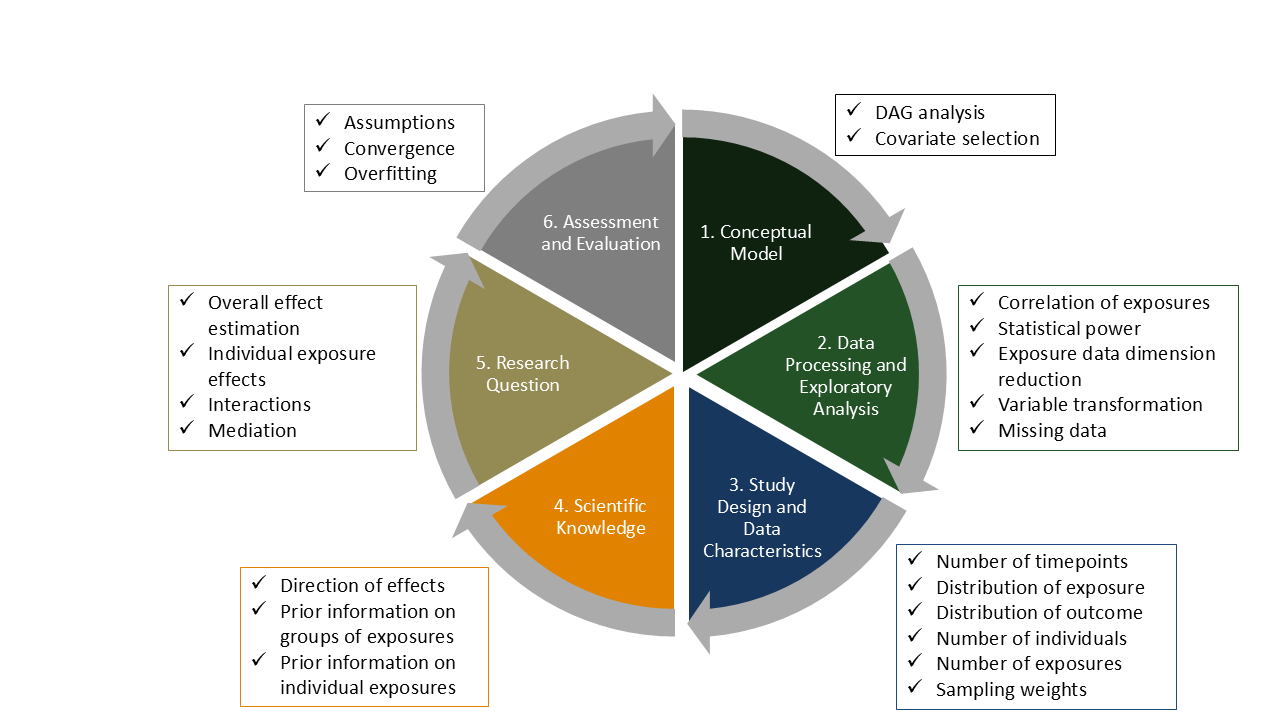 ✓ DAG analysis
✓ Covariate selection
1. Conceptual
Model
✓ Correlation of exposures
✓ Statistical power
✓ Exposure data dimension
reduction
✓ Variable transformation
✓ Missing data
2. Data
Processing and
Exploratory
Analysis
3. Study
Design and
Data
Characteristics
✓ Number of timepoints
✓ Distribution of exposure
✓ Distribution of outcome
✓ Number of individuals
✓ Number of exposures
✓ Sampling weights
4. Scientific
Knowledge
✓ Direction of effects
✓ Prior information on
groups of exposures
✓ Prior information on
individual exposures
5. Research
Question
✓ Overall effect
estimation
✓ Individual exposure
effects
✓ Interactions
✓ Mediation
6. Assessment
and Evaluation
✓ Assumptions
✓ Convergence
✓ Overfitting